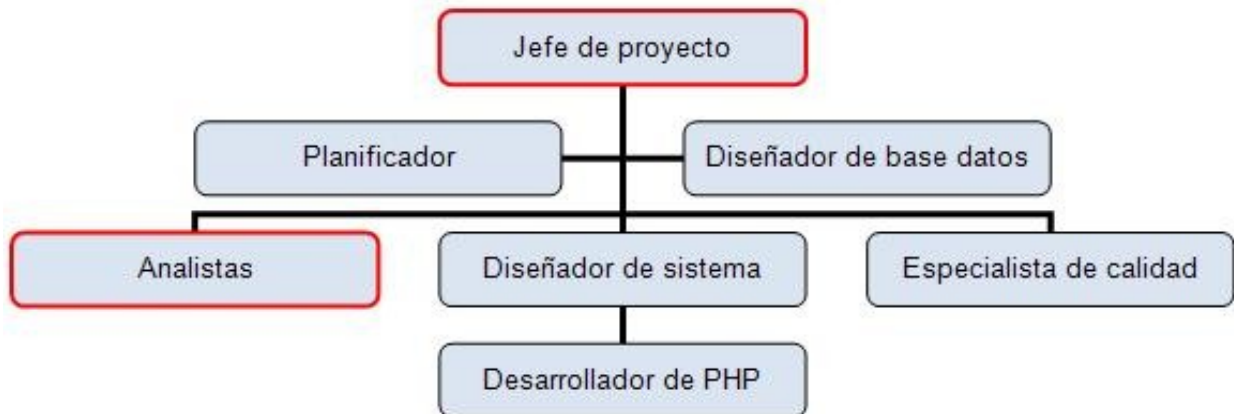 Jefe de proyecto
Planificador
Diseñador de base datos
Analistas
Diseñador de sistema
Especialista de calidad
Desarrollador de PHP